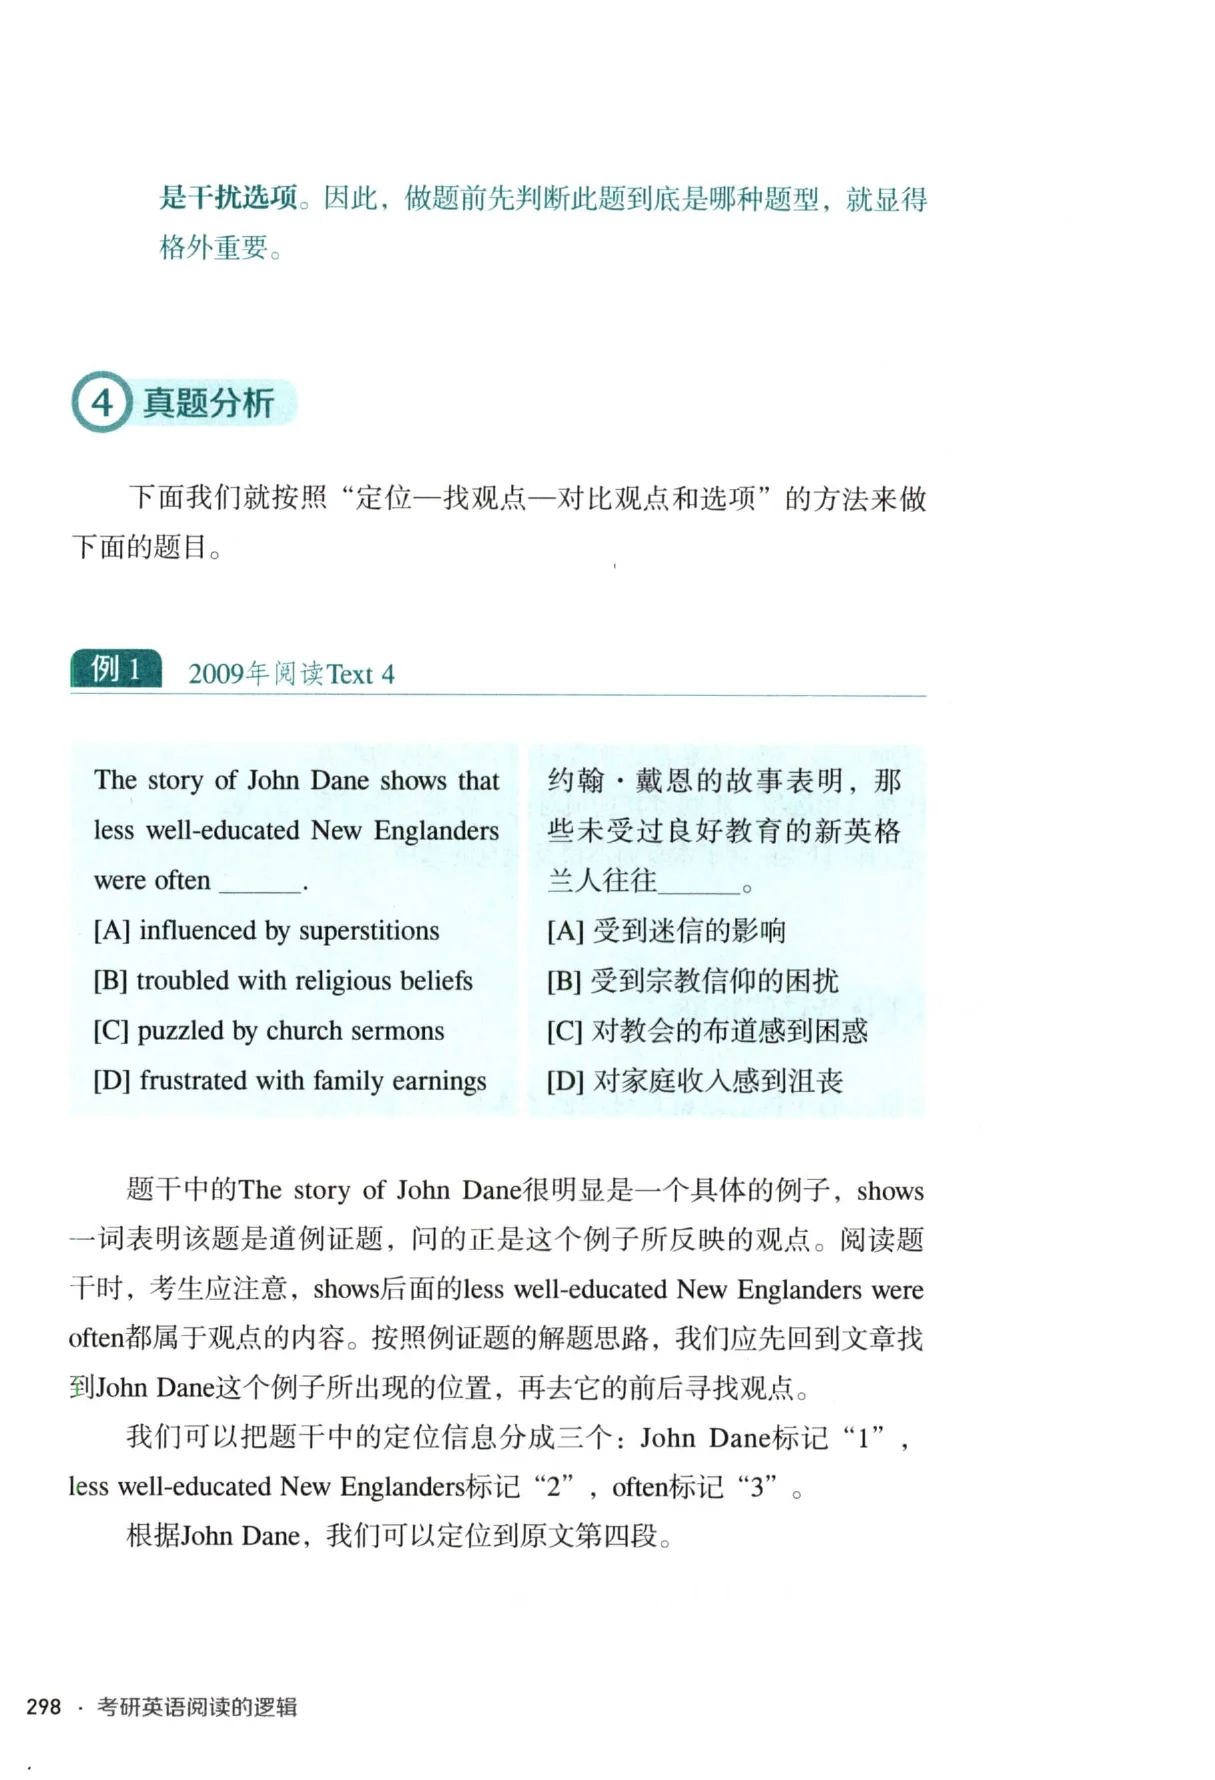 是干扰选项。因此，做题前先判断此题到底是哪种题型，就显得
格外重要。
4 真题分析
下面我们就按照“定位—找观点—对比观点和选项”的方法来做
下面的题目。
例 1 2009年阅读Text 4
The story of John Dane shows that
less well-educated New Englanders
were often ______.
[A] influenced by superstitions
[B] troubled with religious beliefs
[C] puzzled by church sermons
[D] frustrated with family earnings
约翰·戴恩的故事表明，那
些未受过良好教育的新英格
兰人往往______。
[A] 受到迷信的影响
[B] 受到宗教信仰的困扰
[C] 对教会的布道感到困惑
[D] 对家庭收入感到沮丧
题干中的The story of John Dane很明显是一个具体的例子，shows
一词表明该题是道例证题，问的正是这个例子所反映的观点。阅读题
干时，考生应注意，shows后面的less well-educated New Englanders were
often都属于观点的内容。按照例证题的解题思路，我们应先回到文章找
到John Dane这个例子所出现的位置，再去它的前后寻找观点。
我们可以把题干中的定位信息分成三个：John Dane标记“1”，
less well-educated New Englanders标记“2”，often标记“3”。
根据John Dane，我们可以定位到原文第四段。
298 · 考研英语阅读的逻辑